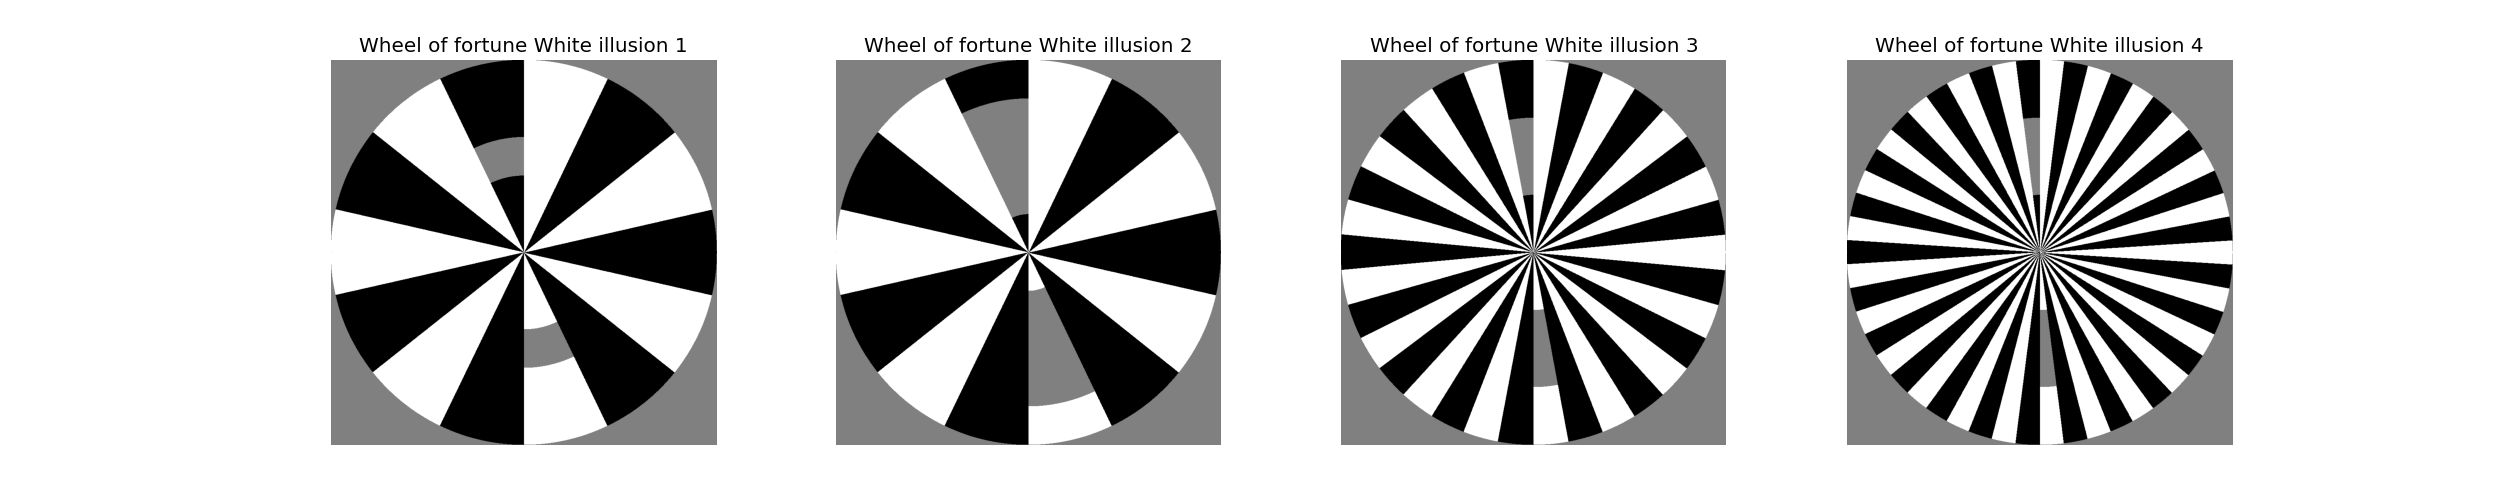 Wheel of fortune White illusion 1
Wheel of fortune White illusion 2
Wheel of fortune White illusion 3
Wheel of fortune White illusion 4